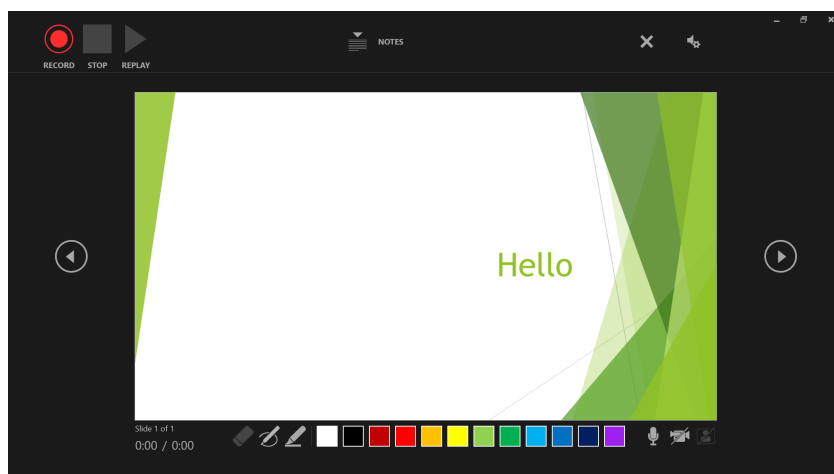 RECORD STOP REPLAY
NOTES
Hello
Slide 1 of 1
0:00 / 0:00